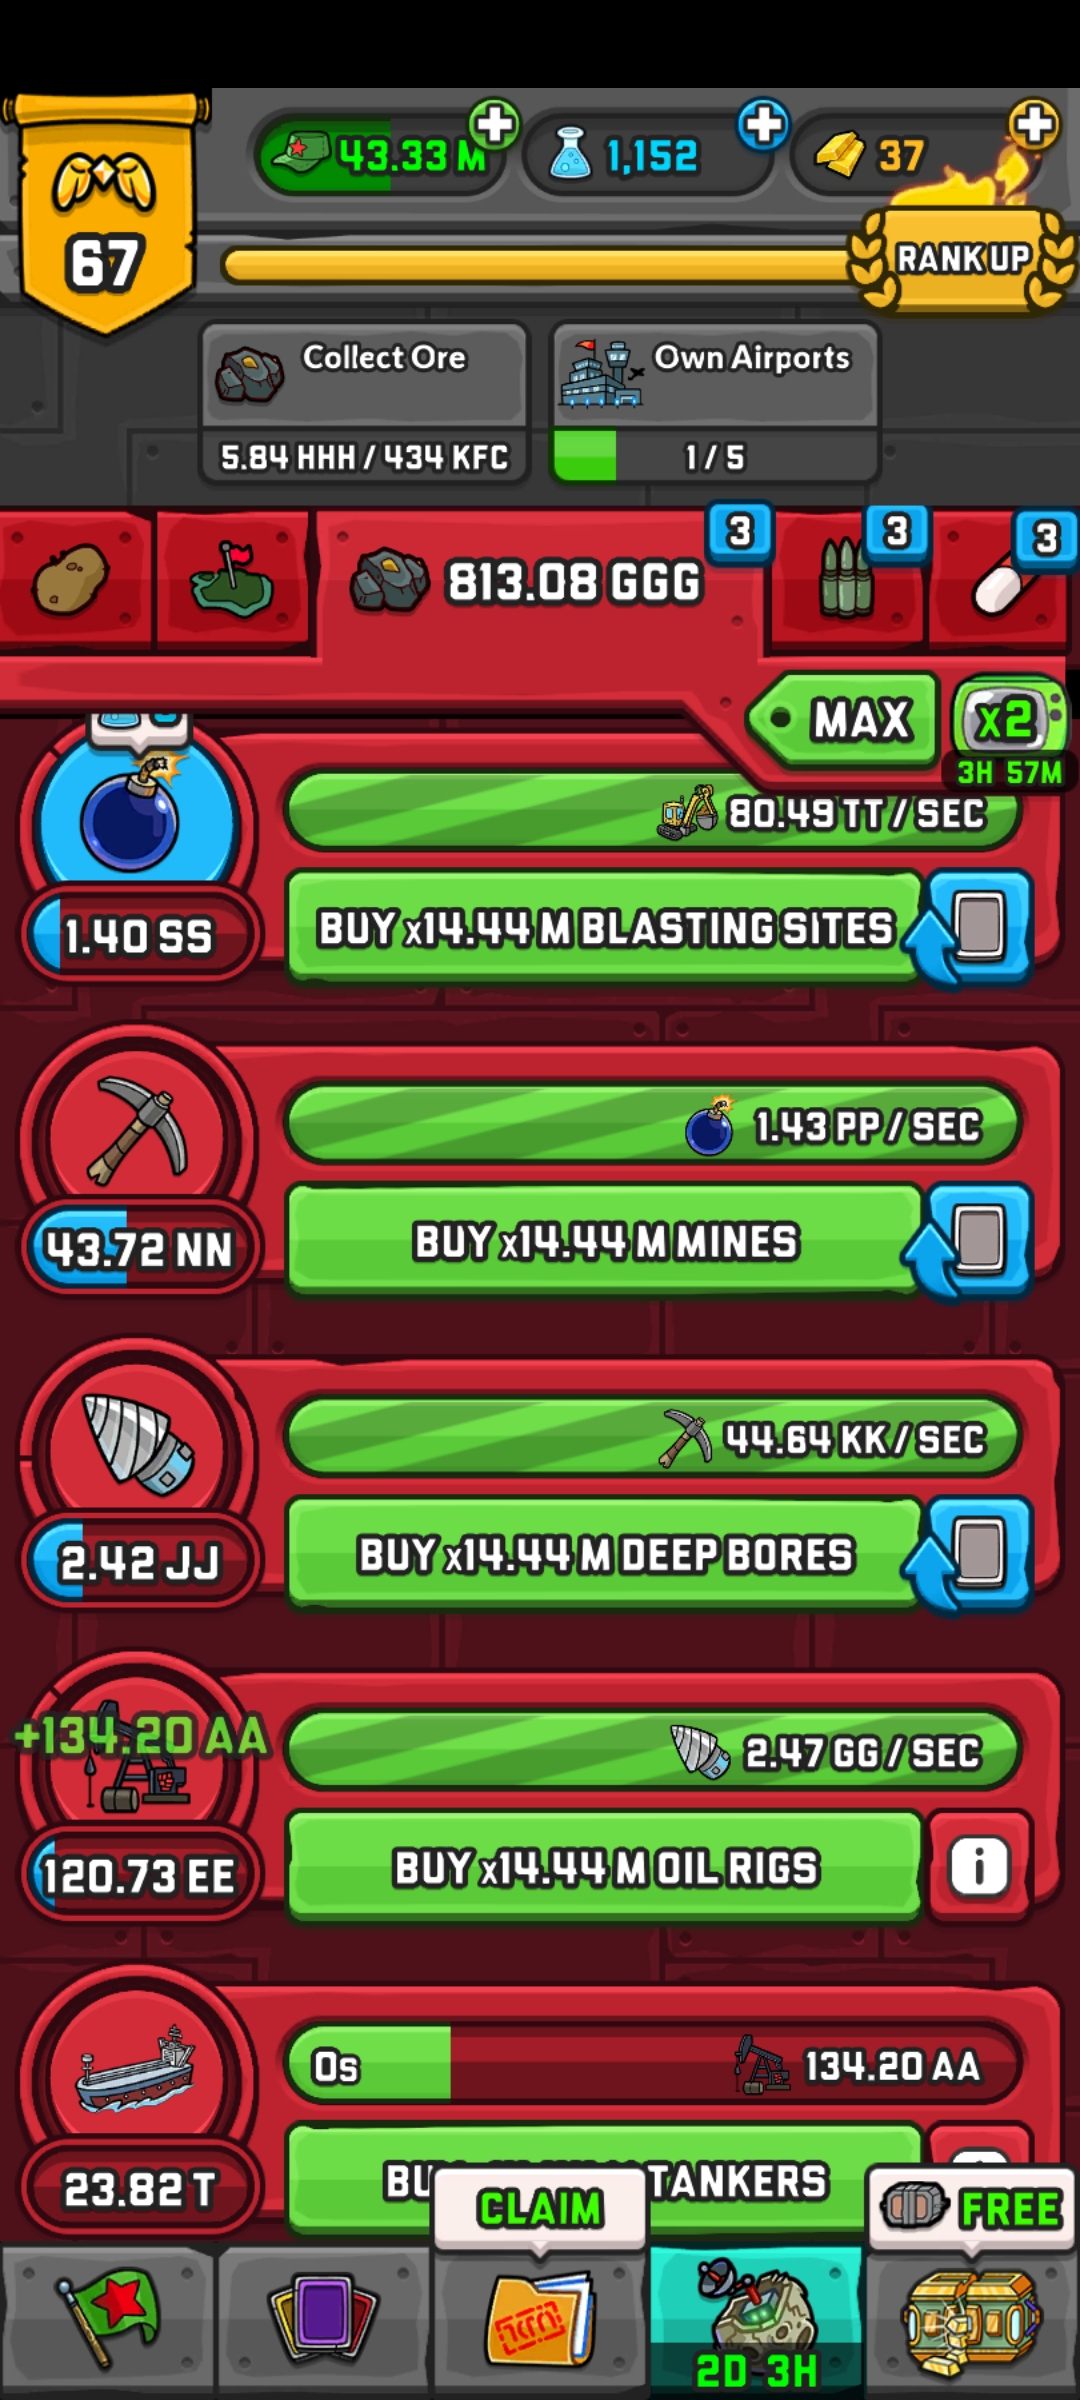 43.33 M
1,152
37
67
RANK UP
Collect Ore
Own Airports
5.84 HHH / 434 KFC
1 / 5
813.08 GGG
3
3
3
MAX
x2
3H 57M
80.49 TT / SEC
1.40 SS
BUY x14.44 M BLASTING SITES
1.43 PP / SEC
43.72 NN
BUY x14.44 M MINES
44.64 KK / SEC
2.42 JJ
BUY x14.44 M DEEP BORES
+134.20 AA
2.47 GG / SEC
120.73 EE
BUY x14.44 M OIL RIGS
i
0s
134.20 AA
23.82 T
TANKERS
CLAIM
FREE
2D 3H